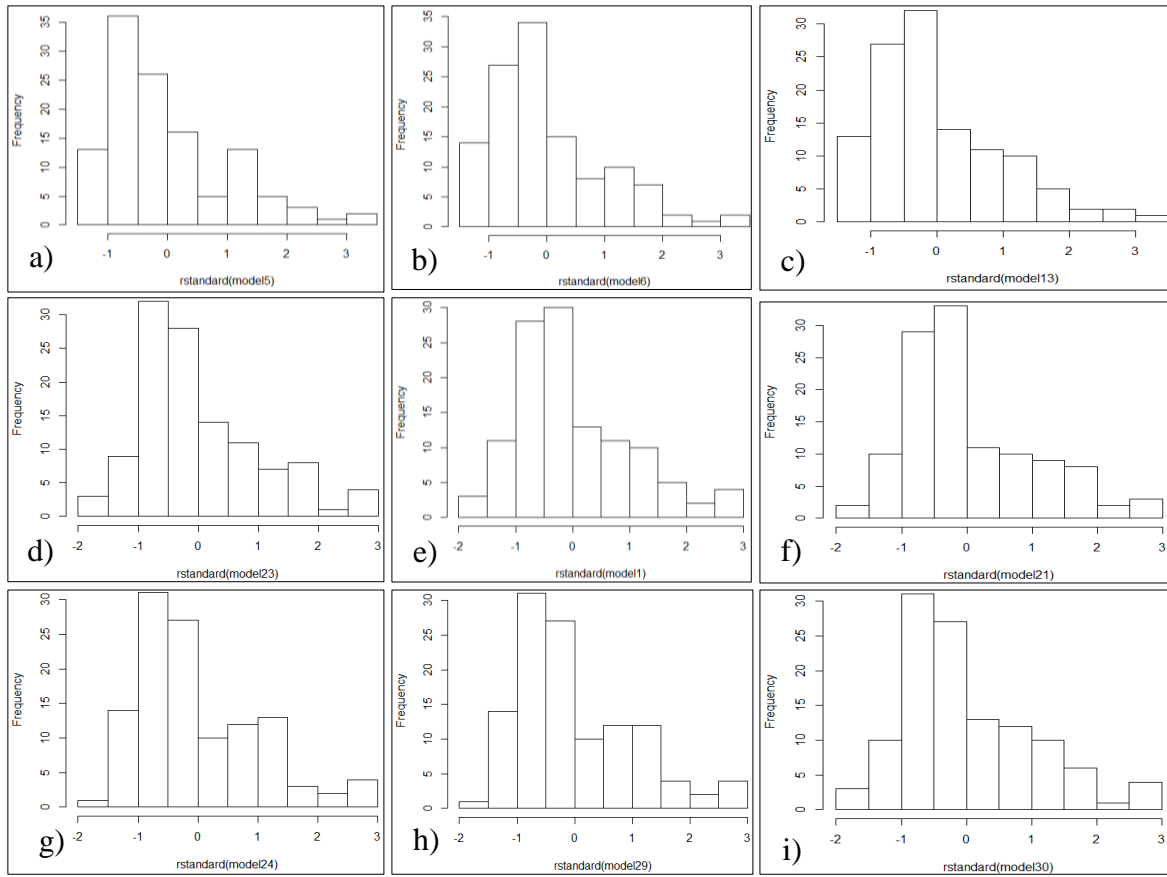 35
30
25
20
15
10
5
0
Frequency
-1 0 1 2 3
a)
rstandard(model5)
35
30
25
20
15
10
5
0
Frequency
-1 0 1 2 3
b)
rstandard(model6)
30
25
20
15
10
5
0
Frequency
-1 0 1 2 3
c)
rstandard(model13)
30
25
20
15
10
5
0
Frequency
-2 -1 0 1 2 3
d)
rstandard(model23)
30
25
20
15
10
5
0
Frequency
-2 -1 0 1 2 3
e)
rstandard(model1)
30
25
20
15
10
5
0
Frequency
-2 -1 0 1 2 3
f)
rstandard(model21)
30
25
20
15
10
5
0
Frequency
-2 -1 0 1 2 3
g)
rstandard(model24)
30
25
20
15
10
5
0
Frequency
-2 -1 0 1 2 3
h)
rstandard(model29)
30
25
20
15
10
5
0
Frequency
-2 -1 0 1 2 3
i)
rstandard(model30)